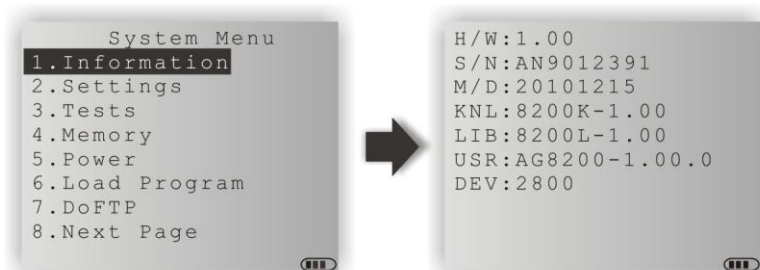 System Menu
1.Information
2.Settings
3.Tests
4.Memory
5.Power
6.Load Program
7.DoFTP
8.Next Page
H/W:1.00
S/N:AN9012391
M/D:20101215
KNL:8200K-1.00
LIB:8200L-1.00
USR:AG8200-1.00.0
DEV:2800